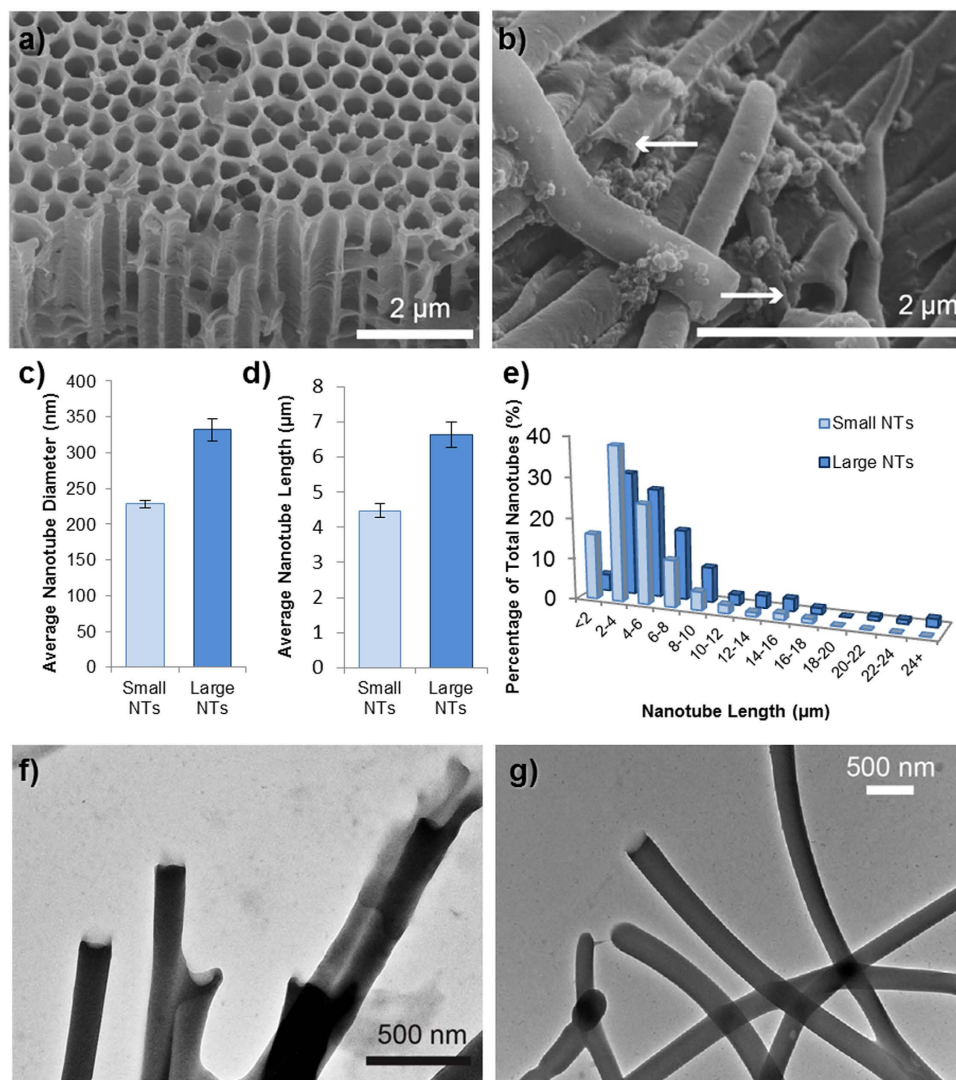 a)
2 µm
b)
2 µm
c)
Average Nanotube Diameter (nm)
400
350
300
250
200
150
100
50
0
Small
NTs
Large
NTs
d)
Average Nanotube Length (µm)
8
7
6
5
4
3
2
1
0
Small
NTs
Large
NTs
e)
Percentage of Total Nanotubes (%)
40
30
20
10
0
Small NTs
Large NTs
<2
2-4
4-6
6-8
8-10
10-12
12-14
14-16
16-18
18-20
20-22
22-24
24+
Nanotube Length (µm)
f)
500 nm
g)
500 nm